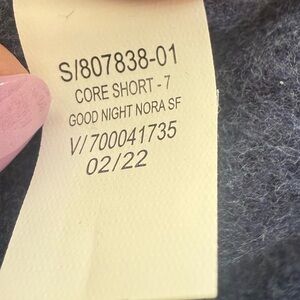 S/807838-01
CORE SHORT - 7
GOOD NIGHT NORA SF
V/700041735
02/22